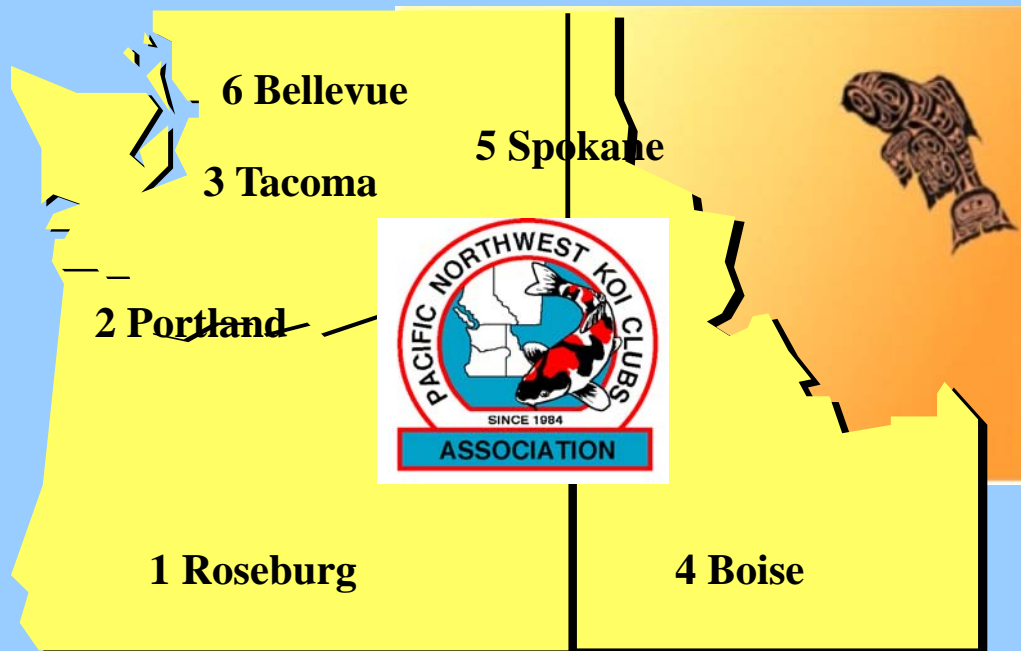 6 Bellevue
5 Spokane
3 Tacoma
PACIFIC NORTHWEST KOI CLUBS
2 Portland
SINCE 1984
ASSOCIATION
1 Roseburg
4 Boise